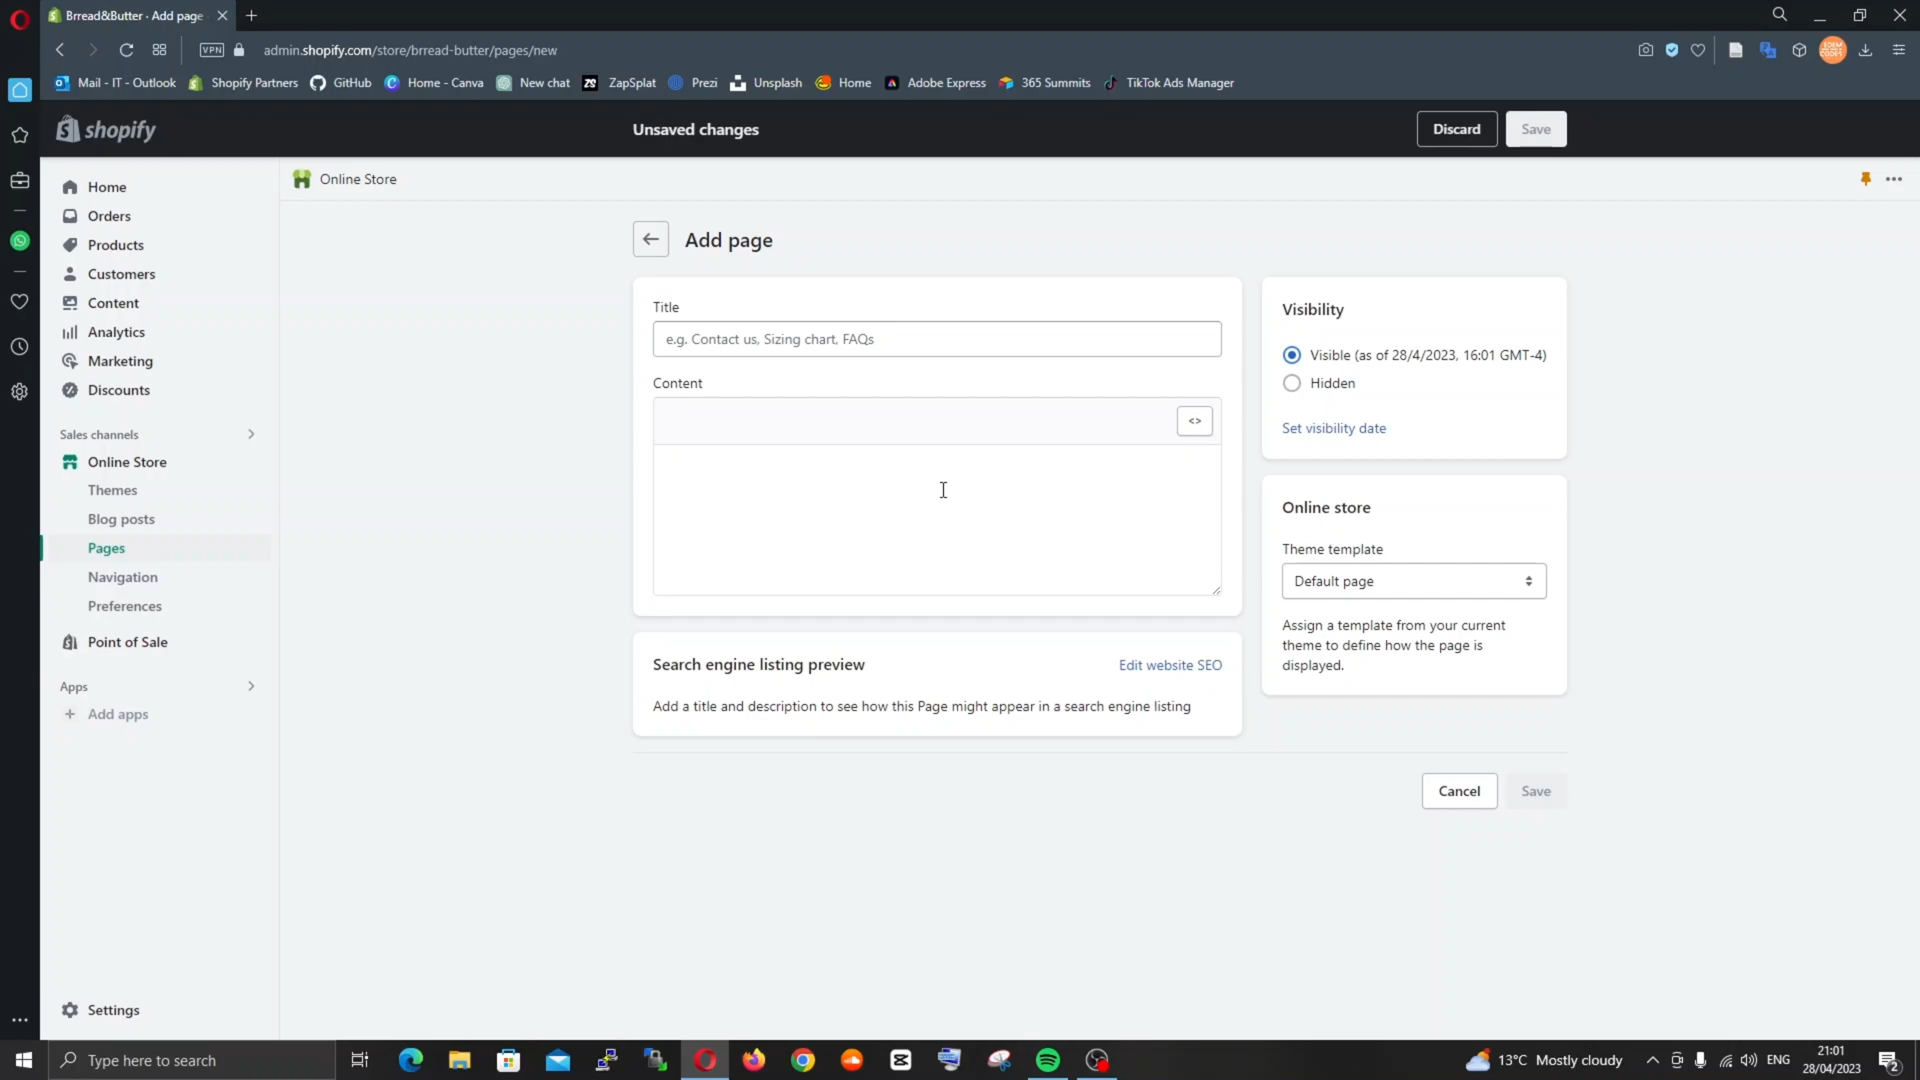 Brread&Butter · Add page
VPN
admin.shopify.com/store/brread-butter/pages/new
Mail - IT - Outlook
Shopify Partners
GitHub
Home - Canva
New chat
ZapSplat
Prezi
Unsplash
Home
Adobe Express
365 Summits
TikTok Ads Manager
shopify
Unsaved changes
Discard
Save
Home
Orders
Products
Customers
Content
Analytics
Marketing
Discounts
Sales channels
Online Store
Themes
Blog posts
Pages
Navigation
Preferences
Point of Sale
Apps
Add apps
Settings
Online Store
Add page
Title
e.g. Contact us, Sizing chart, FAQs
Content
<>
Search engine listing preview
Edit website SEO
Add a title and description to see how this Page might appear in a search engine listing
Visibility
Visible (as of 28/4/2023, 16:01 GMT-4)
Hidden
Set visibility date
Online store
Theme template
Default page
Assign a template from your current
theme to define how the page is
displayed.
Cancel
Save
Type here to search
13°C Mostly cloudy
ENG
21:01
28/04/2023
2